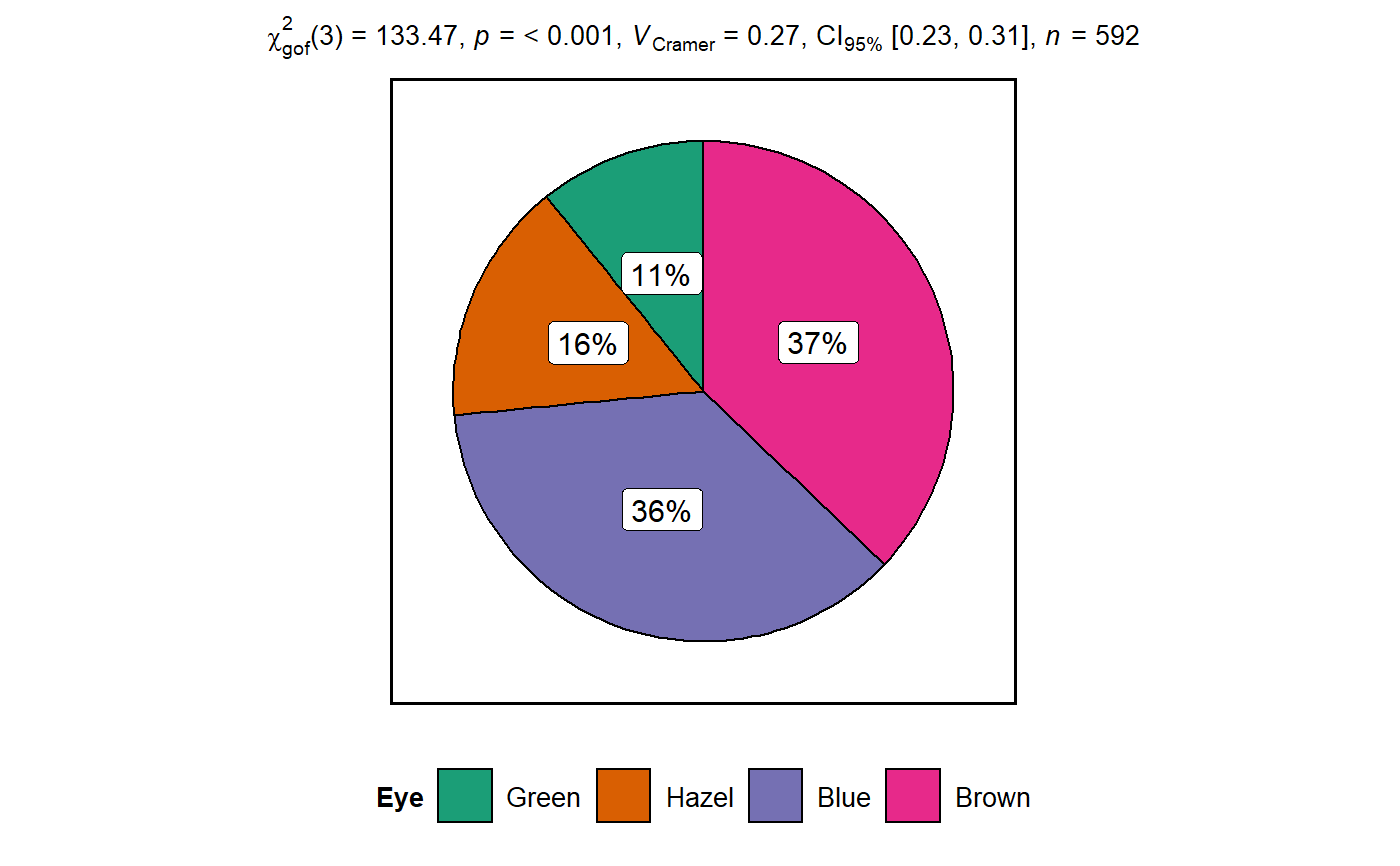 χ²gof(3) = 133.47, p = < 0.001, VCramer = 0.27, CI95% [0.23, 0.31], n = 592
11%
37%
16%
36%
Eye Green Hazel Blue Brown